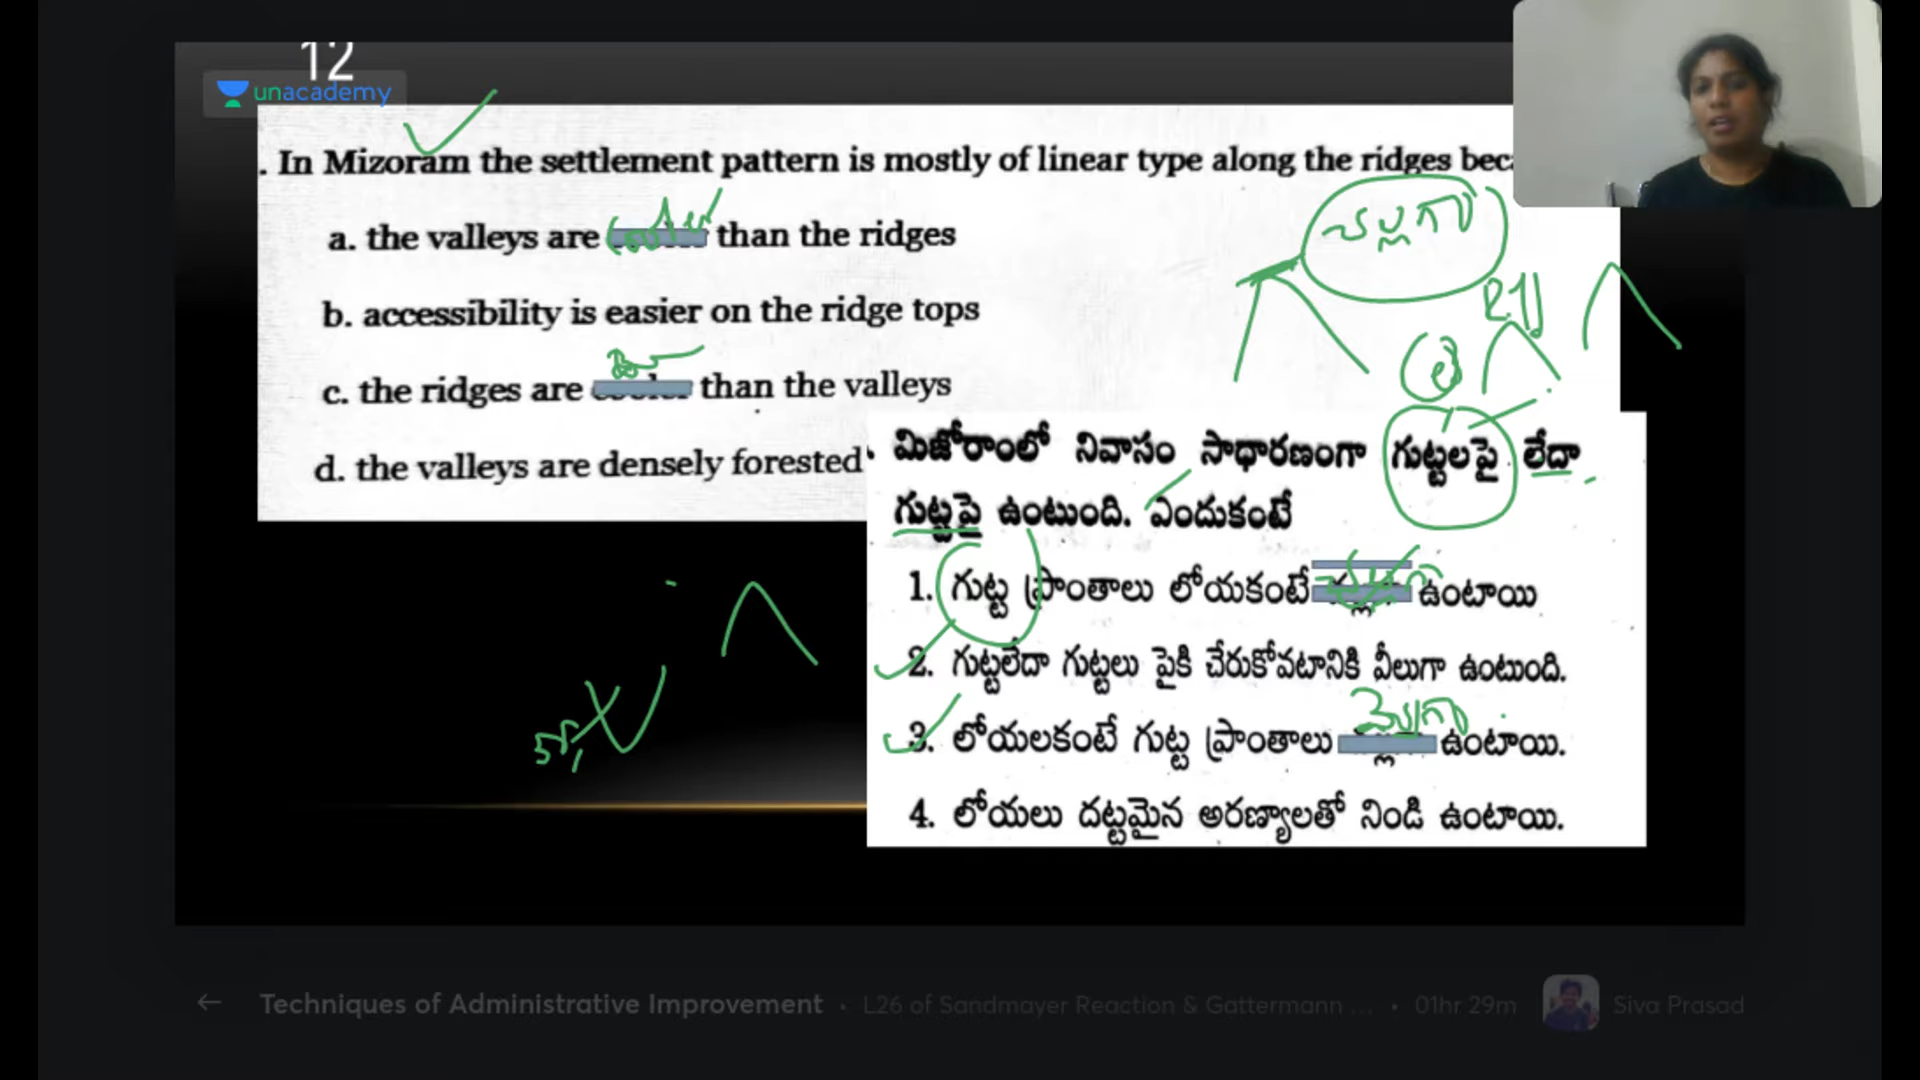 12
unacademy
. In Mizoram the settlement pattern is mostly of linear type along the ridges bec
a. the valleys are cooler than the ridges
b. accessibility is easier on the ridge tops
c. the ridges are than the valleys
d. the valleys are densely forested
చల్లగా
మిజోరాంలో నివాసం సాధారణంగా గుట్టలపై లేదా
గుట్టపై ఉంటుంది. ఎందుకంటే
1. గుట్ట ప్రాంతాలు లోయకంటే ఉంటాయి
2. గుట్టలేదా గుట్టలు పైకి చేరుకోవటానికి వీలుగా ఉంటుంది.
3. లోయలకంటే గుట్ట ప్రాంతాలు ఉంటాయి.
4. లోయలు దట్టమైన అరణ్యాలతో నిండి ఉంటాయి.
← Techniques of Administrative Improvement • L26 of Sandmayer Reaction & Gattermann ... • 01hr 29m Siva Prasad